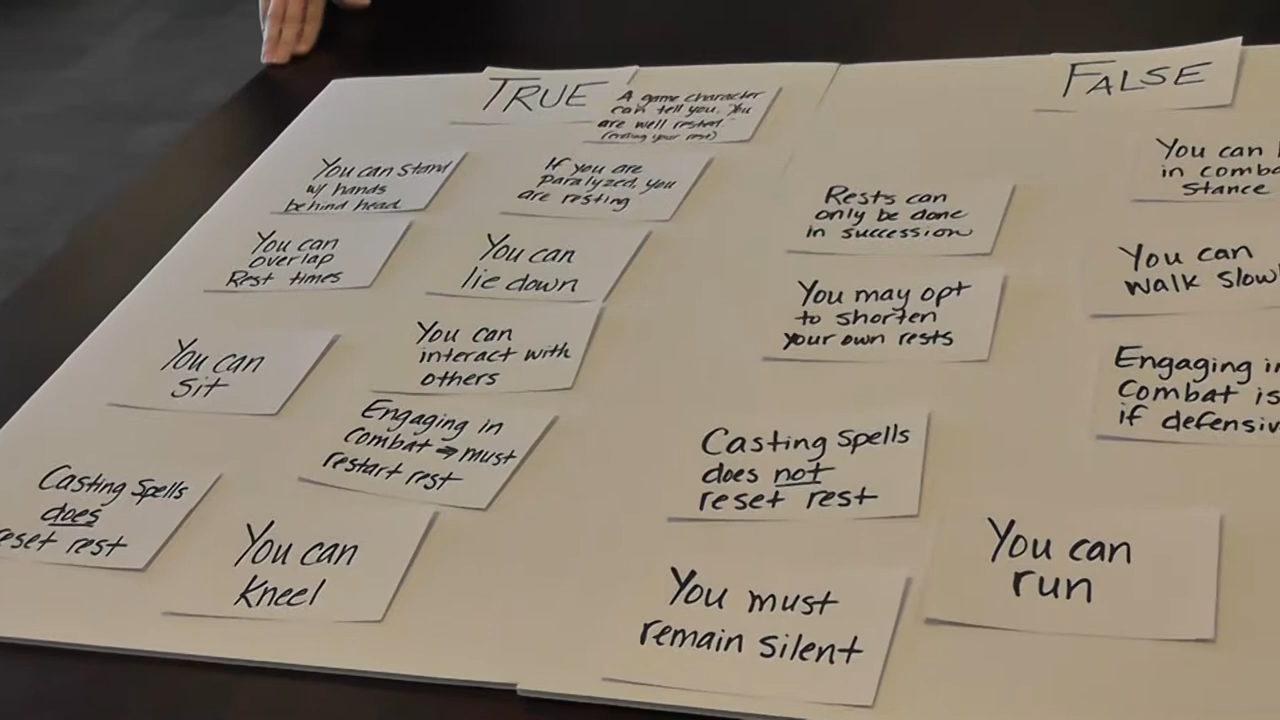 TRUE
A game character
can tell you "You
are well rested"
(ending your rest)
You can stand
w/ hands
behind head
If you are
paralyzed, you
are resting
You can
overlap
Rest times
You can
lie down
You can
sit
You can
interact with
others
Engaging in
combat → must
restart rest
Casting Spells
does
reset rest
You can
kneel
FALSE
Rests can
only be done
in succession
You can
in combat
stance
You may opt
to shorten
your own rests
You can
walk slow
Engaging in
Combat is
if defensiv
Casting Spells
does not
reset rest
You can
run
You must
remain silent